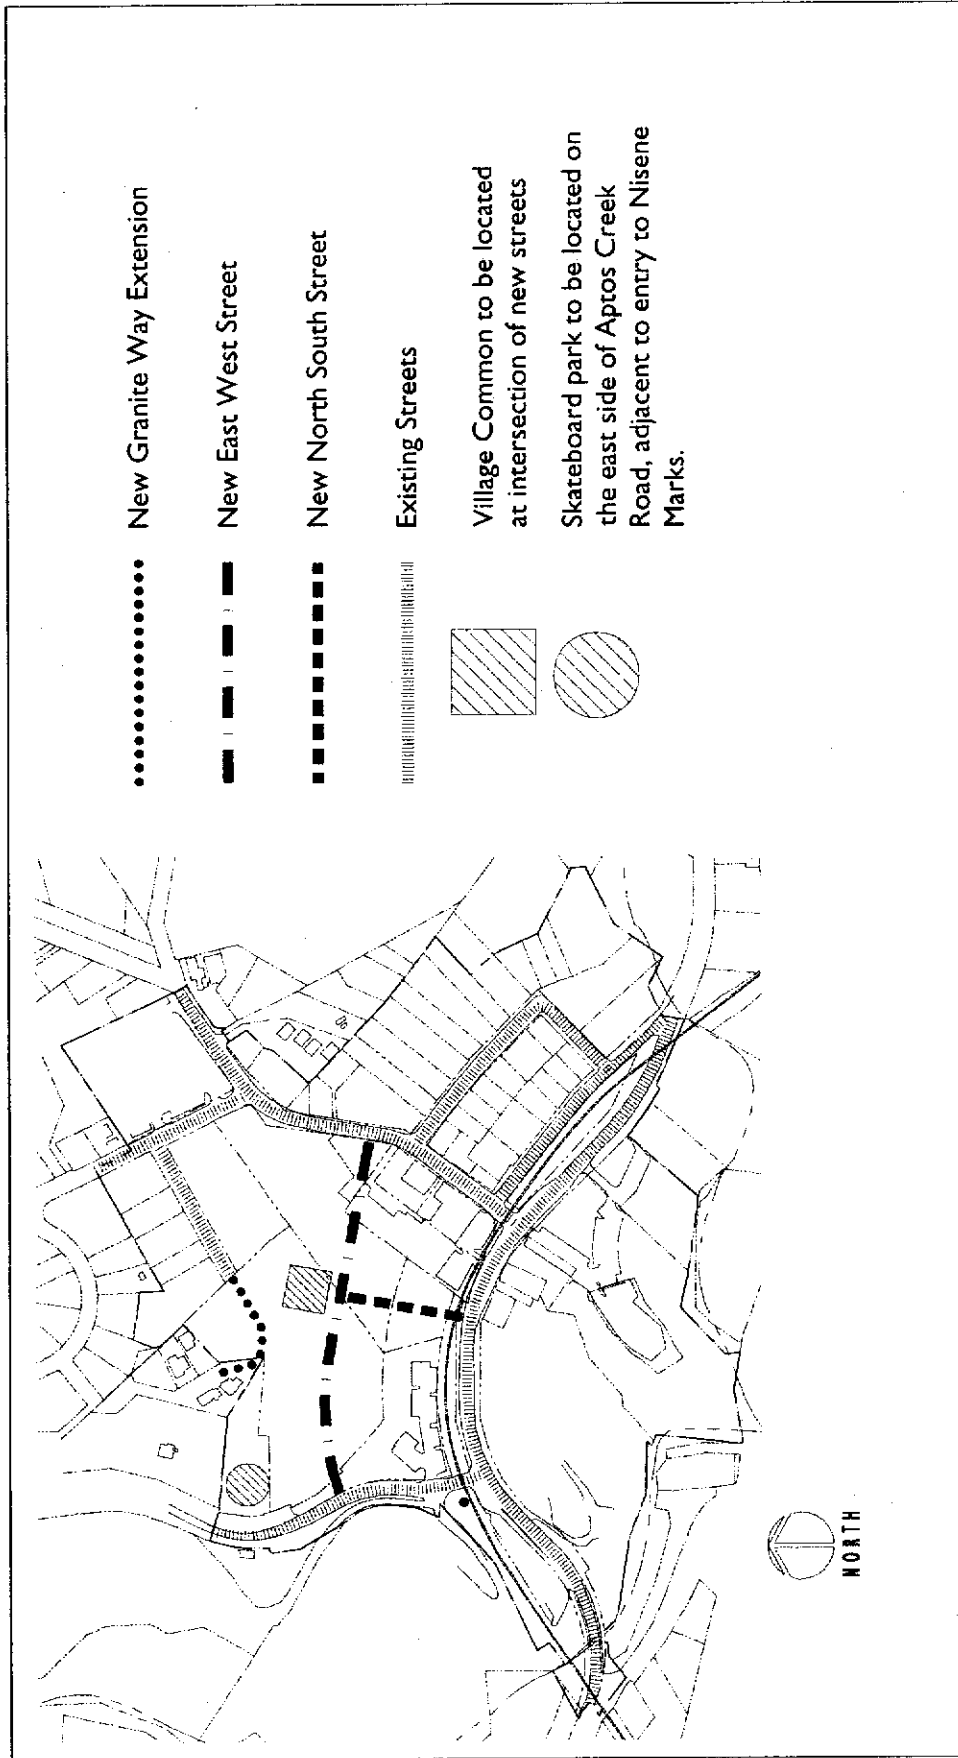 New Granite Way Extension
New East West Street
New North South Street
Existing Streets
Village Common to be located
at intersection of new streets
Skateboard park to be located on
the east side of Aptos Creek
Road, adjacent to entry to Nisene
Marks.
NORTH